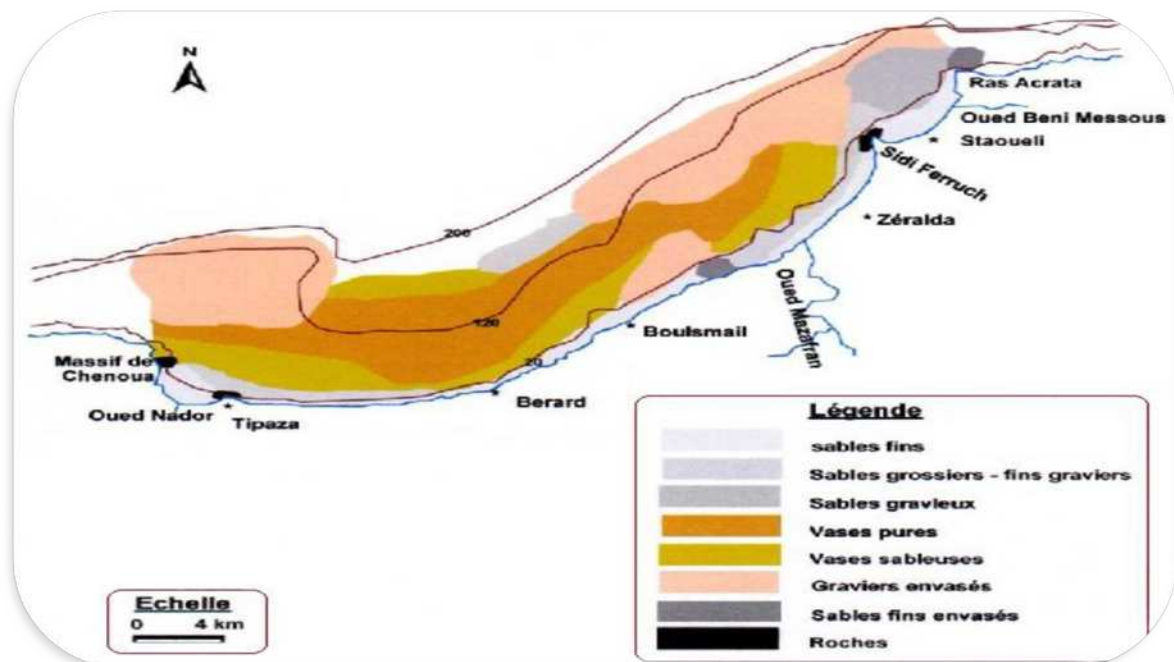 N
Ras Acrata
Oued Beni Messous
Staoueli
Sidi Ferruch
Zéralda
200
Oued Mazafran
120
Boulsmail
20
Massif de
Chenoua
Berard
Oued Nador
Tipaza
Légende
sables fins
Sables grossiers - fins graviers
Sables gravleux
Vases pures
Vases sableuses
Graviers envasés
Sables fins envasés
Roches
Echelle
0 4 km